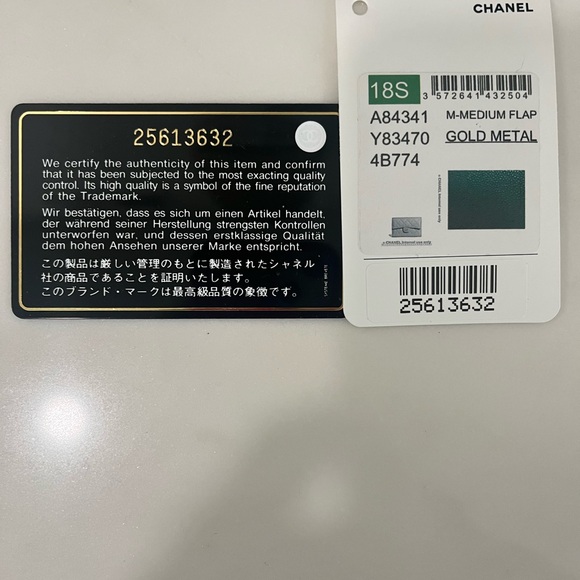 25613632
We certify the authenticity of this item and confirm
that it has been subjected to the most exacting quality
control. Its high quality is a symbol of the fine reputation
of the Trademark.
Wir bestätigen, dass es sich um einen Artikel handelt,
der während seiner Herstellung strengsten Kontrollen
unterworfen war, und dessen erstklassige Qualität
dem hohen Ansehen unserer Marke entspricht.
この製品は厳しい管理のもとに製造されたシャネル
社の商品であることを証明いたします。
このブランド・マークは最高級品質の象徴です。
CHANEL
18S
3 572641 432504
A84341 M-MEDIUM FLAP
Y83470 GOLD METAL
4B774
25613632